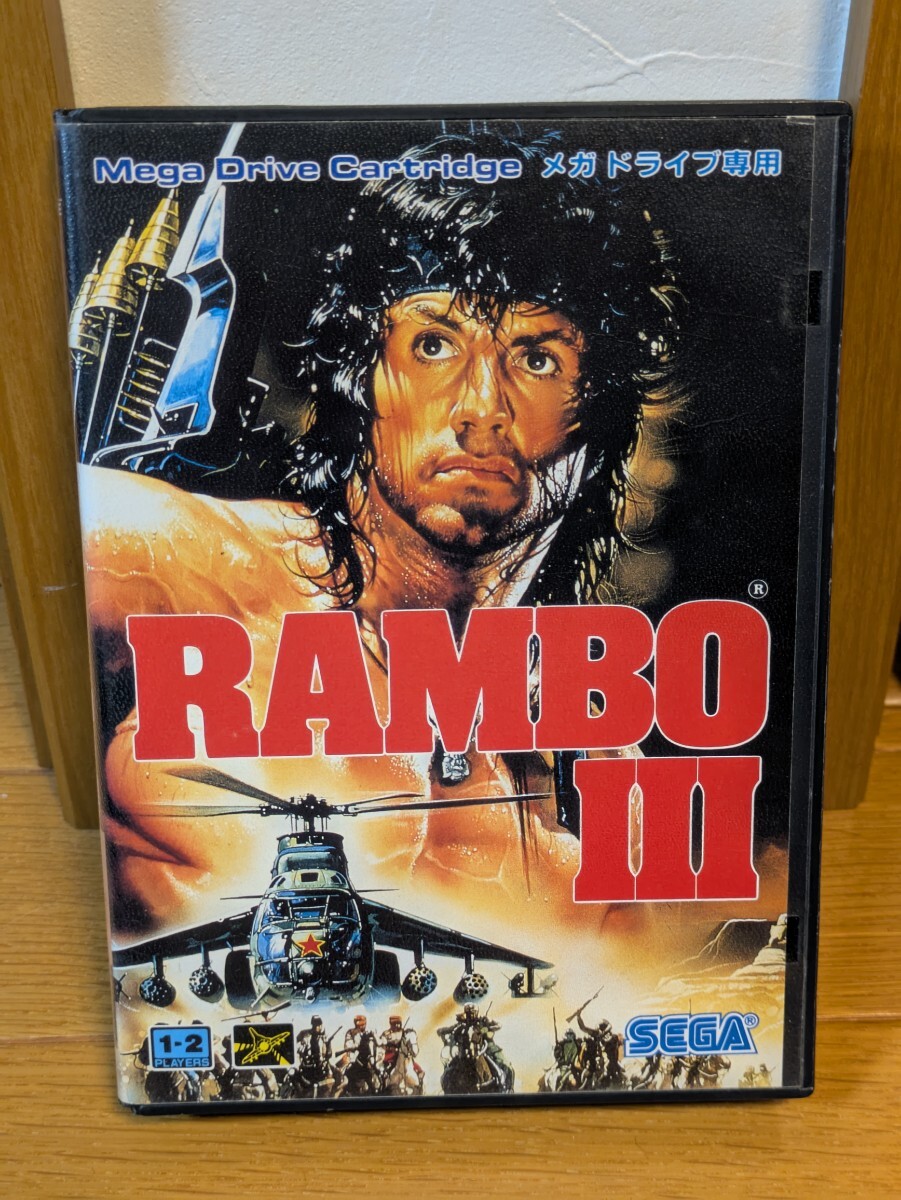 Mega Drive Cartridge メガドライブ専用
RAMBO®
III
1-2
PLAYERS
SEGA®